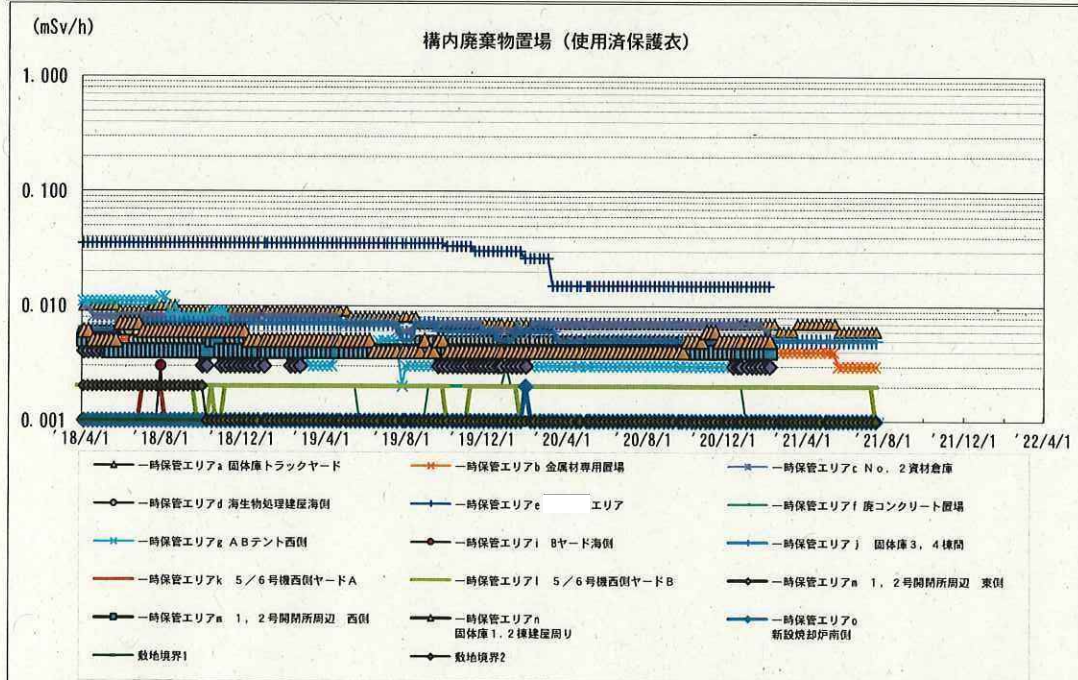 (mSv/h)
構内廃棄物置場（使用済保護衣）
1.000
0.100
0.010
0.001
'18/4/1 '18/8/1 '18/12/1 '19/4/1 '19/8/1 '19/12/1 '20/4/1 '20/8/1 '20/12/1 '21/4/1 '21/8/1 '21/12/1 '22/4/1
一時保管エリアa 固体庫トラックヤード
一時保管エリアb 金属材専用置場
一時保管エリアc No．2資材倉庫
一時保管エリアd 海生物処理建屋海側
一時保管エリアe エリア
一時保管エリアf 廃コンクリート置場
一時保管エリアg ABテント西側
一時保管エリアi Bヤード海側
一時保管エリアj 固体庫3，4棟間
一時保管エリアk 5／6号機西側ヤードA
一時保管エリアl 5／6号機西側ヤードB
一時保管エリアm 1，2号開閉所周辺 東側
一時保管エリアm 1，2号開閉所周辺 西側
一時保管エリアn
固体庫1，2棟建屋周り
一時保管エリアo
新設焼却炉南側
敷地境界1
敷地境界2